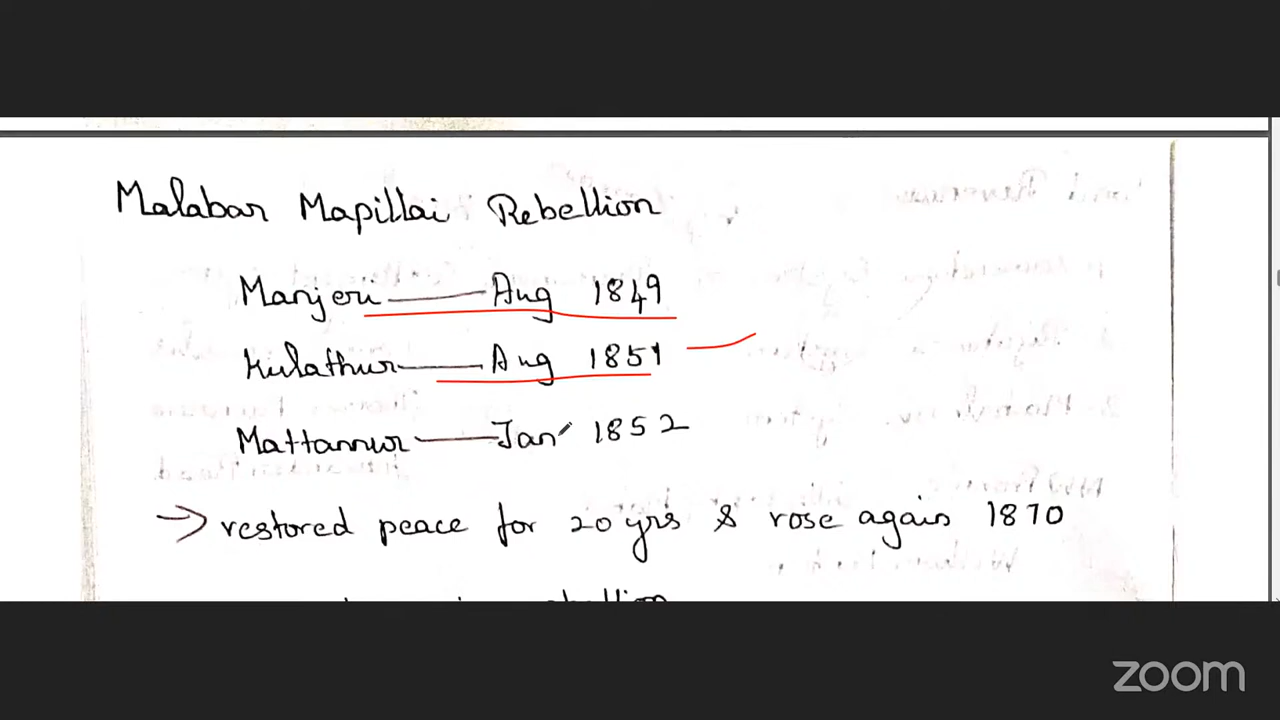 Malabar Mapillai Rebellion
Manjeri — Aug 1849
Kulathur — Aug 1851
Mattannur — Jan 1852
→ restored peace for 20 yrs & rose again 1870
rebellion
zoom